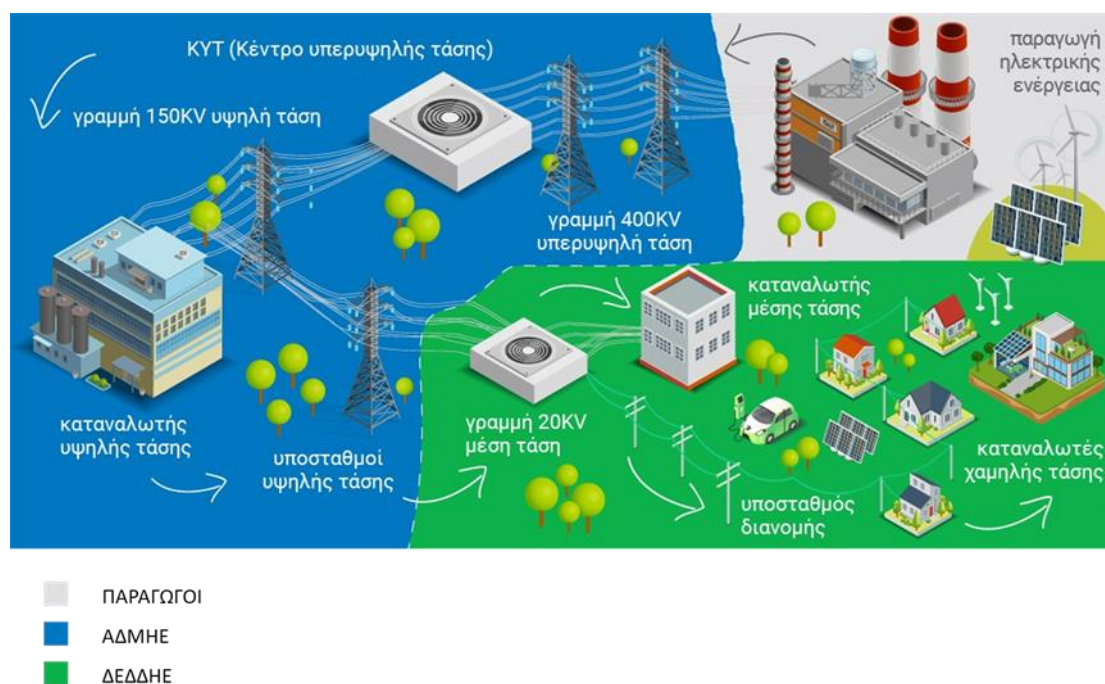 ΚΥΤ (Κέντρο υπερυψηλής τάσης)
παραγωγή
ηλεκτρικής
ενέργειας
γραμμή 150KV υψηλή τάση
γραμμή 400KV
υπερυψηλή τάση
καταναλωτής
μέσης τάσης
καταναλωτής
υψηλής τάσης
υποσταθμοί
υψηλής τάσης
γραμμή 20KV
μέση τάση
υποσταθμός
διανομής
καταναλωτές
χαμηλής τάσης
ΠΑΡΑΓΩΓΟΙ
ΑΔΜΗΕ
ΔΕΔΔΗΕ